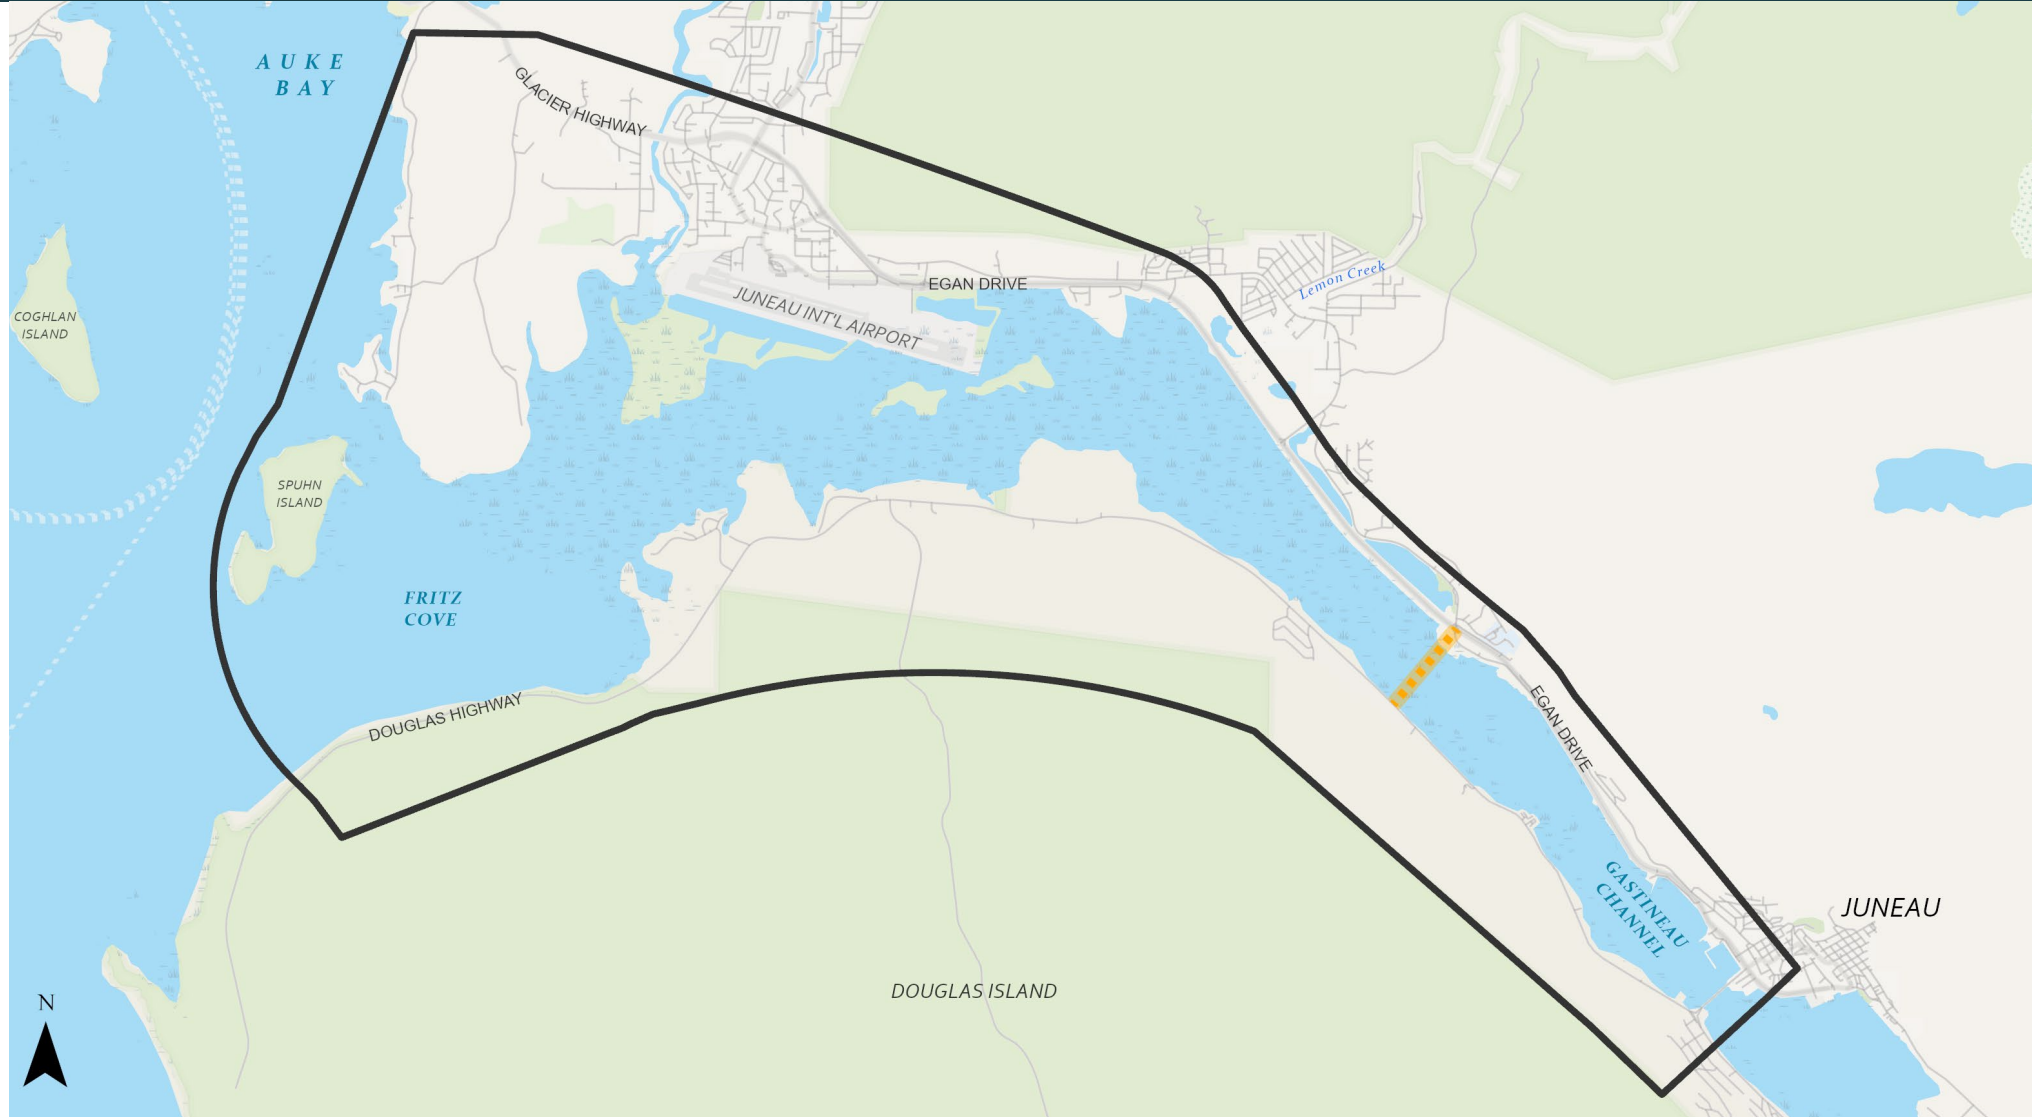 AUKE
BAY
GLACIER HIGHWAY
EGAN DRIVE
Lemon Creek
JUNEAU INT'L AIRPORT
COGHLAN
ISLAND
SPUHN
ISLAND
FRITZ
COVE
DOUGLAS HIGHWAY
EGAN DRIVE
GASTINEAU
CHANNEL
JUNEAU
DOUGLAS ISLAND
N